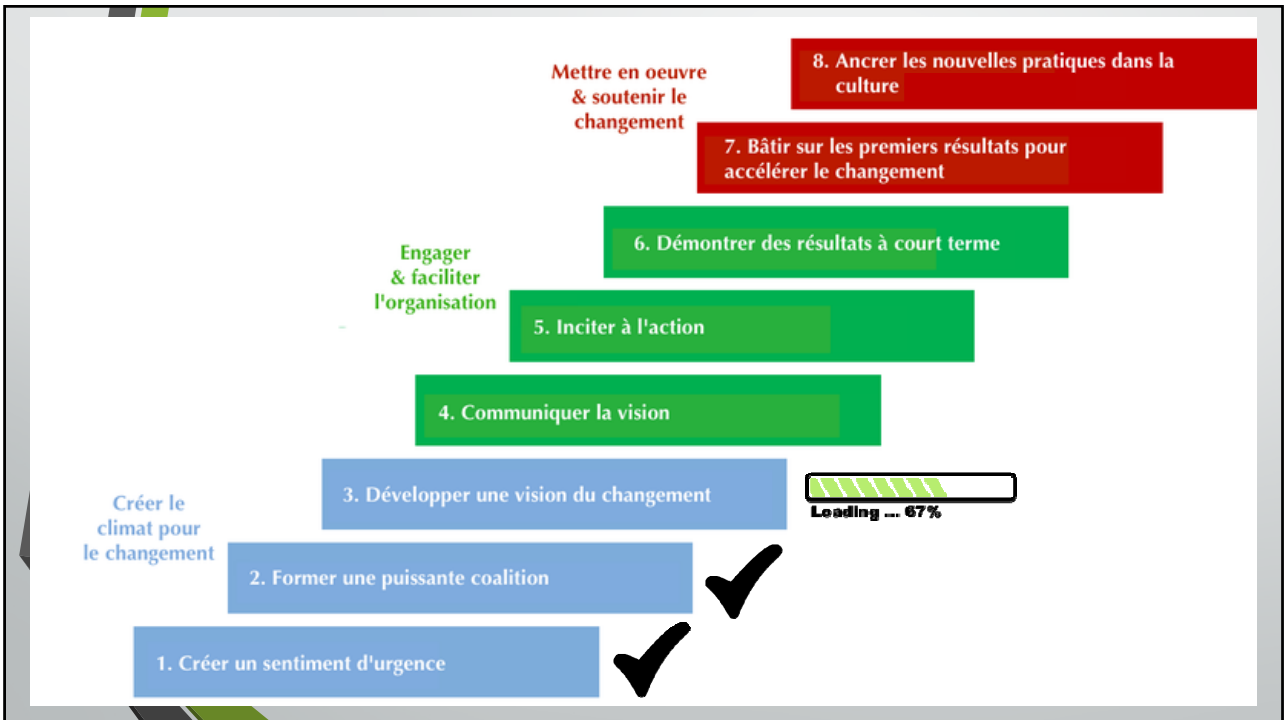 8. Ancrer les nouvelles pratiques dans la
culture
Mettre en oeuvre
& soutenir le
changement
7. Bâtir sur les premiers résultats pour
accélérer le changement
6. Démontrer des résultats à court terme
Engager
& faciliter
l'organisation
5. Inciter à l'action
4. Communiquer la vision
3. Développer une vision du changement
Loading ... 67%
Créer le
climat pour
le changement
2. Former une puissante coalition
1. Créer un sentiment d'urgence